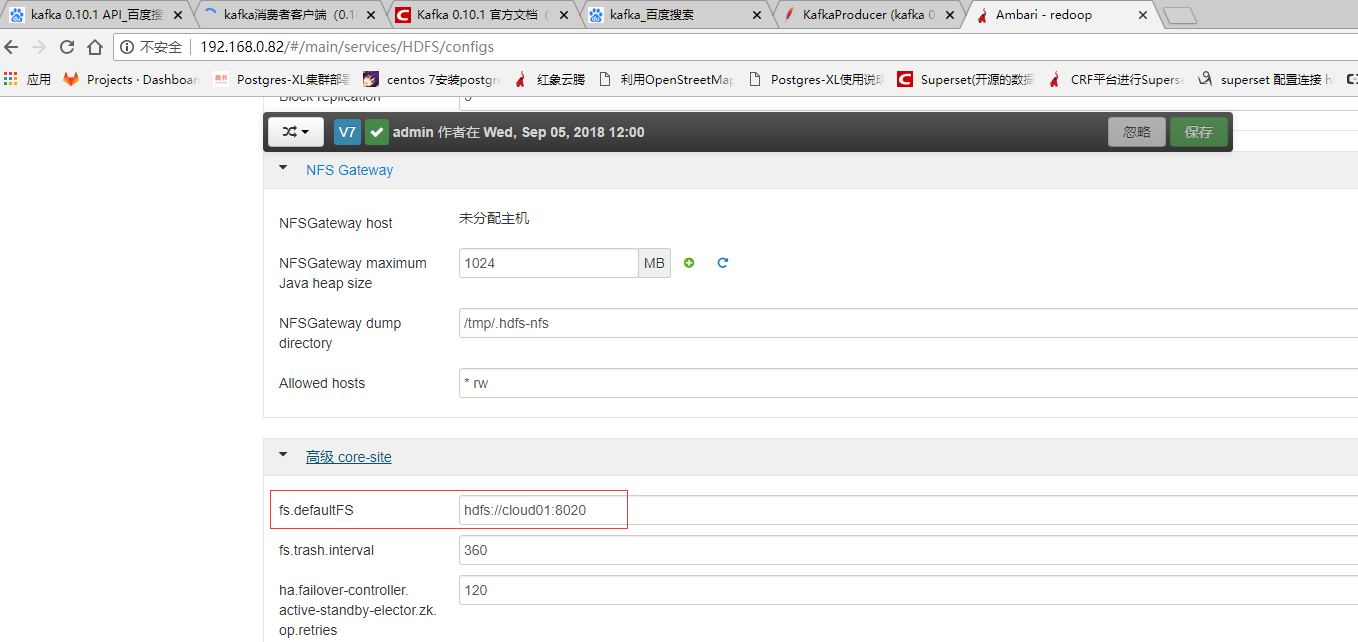 kafka 0.10.1 API_百度搜
kafka消费者客户端 (0.1
Kafka 0.10.1 官方文档
kafka_百度搜索
KafkaProducer (kafka 0
Ambari - redoop
不安全 192.168.0.82/#/main/services/HDFS/configs
应用
Projects · Dashboar
Postgres-XL集群部
centos 7安装postgr
红象云腾
利用OpenStreetMa
Postgres-XL使用说
Superset(开源的数
CRF平台进行Supers
superset 配置连接
Block replication
3
V7 admin 作者在 Wed, Sep 05, 2018 12:00 忽略 保存
NFS Gateway
NFSGateway host 未分配主机
NFSGateway maximum 1024 MB
Java heap size
NFSGateway dump /tmp/.hdfs-nfs
directory
Allowed hosts * rw
高级 core-site
fs.defaultFS hdfs://cloud01:8020
fs.trash.interval 360
ha.failover-controller. 120
active-standby-elector.zk.
op.retries